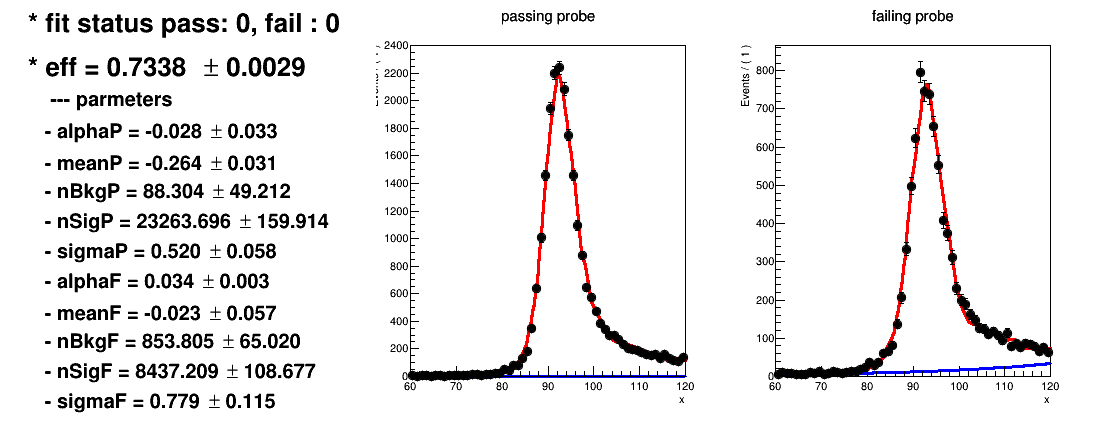 * fit status pass: 0, fail : 0
* eff = 0.7338 ± 0.0029
--- parmeters
- alphaP = -0.028 ± 0.033
- meanP = -0.264 ± 0.031
- nBkgP = 88.304 ± 49.212
- nSigP = 23263.696 ± 159.914
- sigmaP = 0.520 ± 0.058
- alphaF = 0.034 ± 0.003
- meanF = -0.023 ± 0.057
- nBkgF = 853.805 ± 65.020
- nSigF = 8437.209 ± 108.677
- sigmaF = 0.779 ± 0.115
passing probe
2400
2200
2000
1800
1600
1400
1200
1000
800
600
400
200
0
60 70 80 90 100 110 120
x
failing probe
Events / ( 1 )
800
700
600
500
400
300
200
100
0
60 70 80 90 100 110 120
x